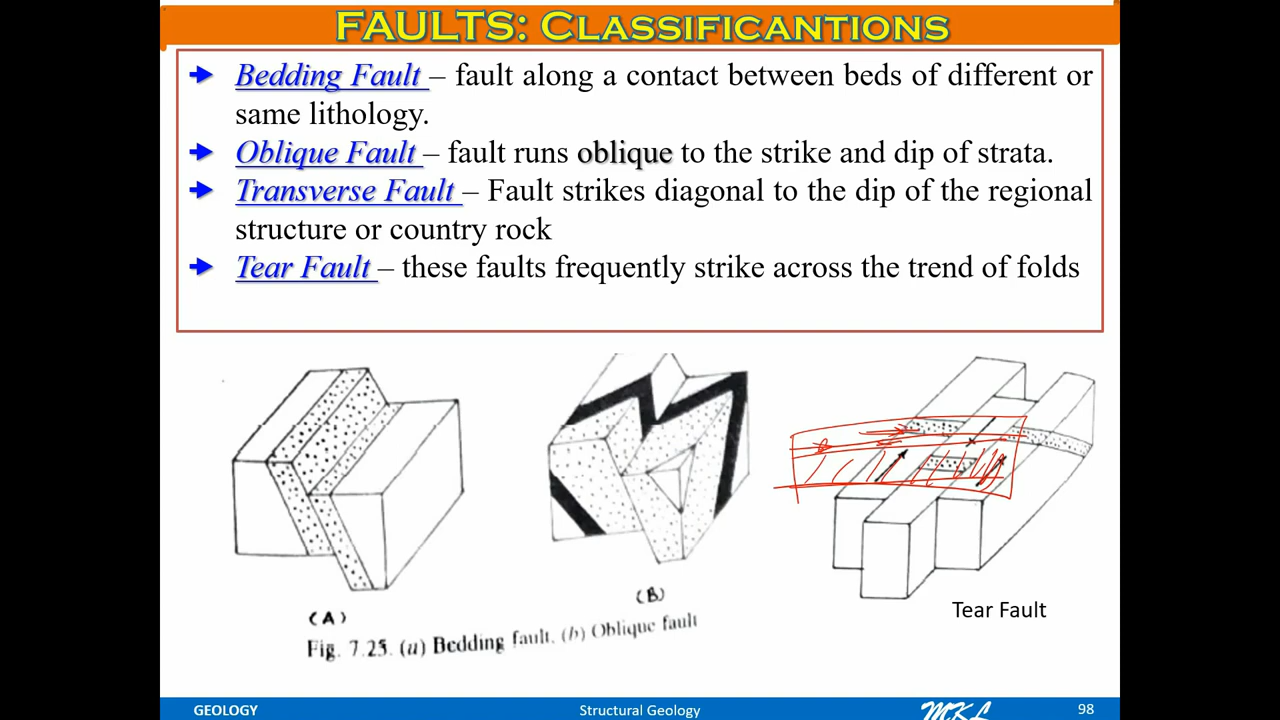 FAULTS: CLASSIFICANTIONS
➔ Bedding Fault – fault along a contact between beds of different or
same lithology.
➔ Oblique Fault – fault runs oblique to the strike and dip of strata.
➔ Transverse Fault – Fault strikes diagonal to the dip of the regional
structure or country rock
➔ Tear Fault – these faults frequently strike across the trend of folds
(A)
(B)
Fig. 7.25. (a) Bedding fault. (b) Oblique fault
Tear Fault
GEOLOGY
Structural Geology
MKL
98